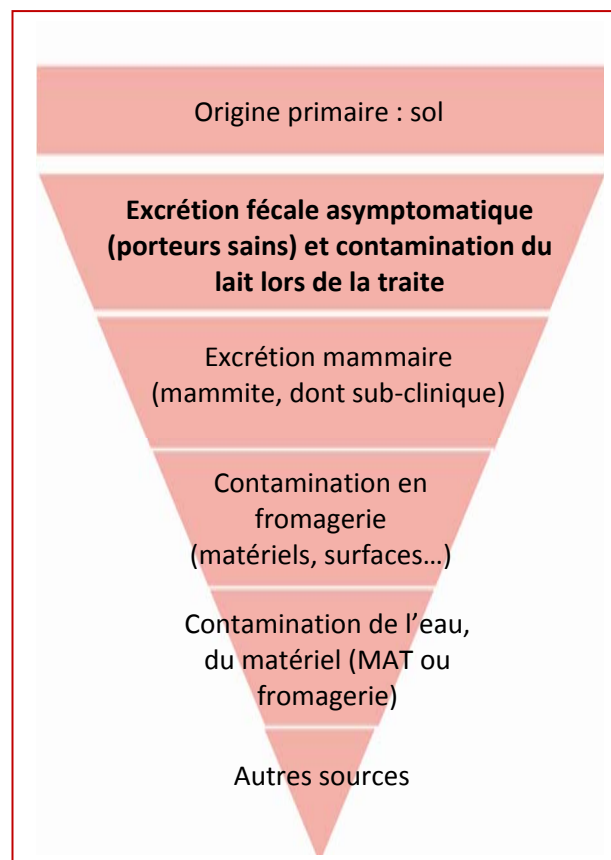 Origine primaire : sol
Excrétion fécale asymptomatique
(porteurs sains) et contamination du
lait lors de la traite
Excrétion mammaire
(mammite, dont sub-clinique)
Contamination en
fromagerie
(matériels, surfaces…)
Contamination de l’eau,
du matériel (MAT ou
fromagerie)
Autres sources